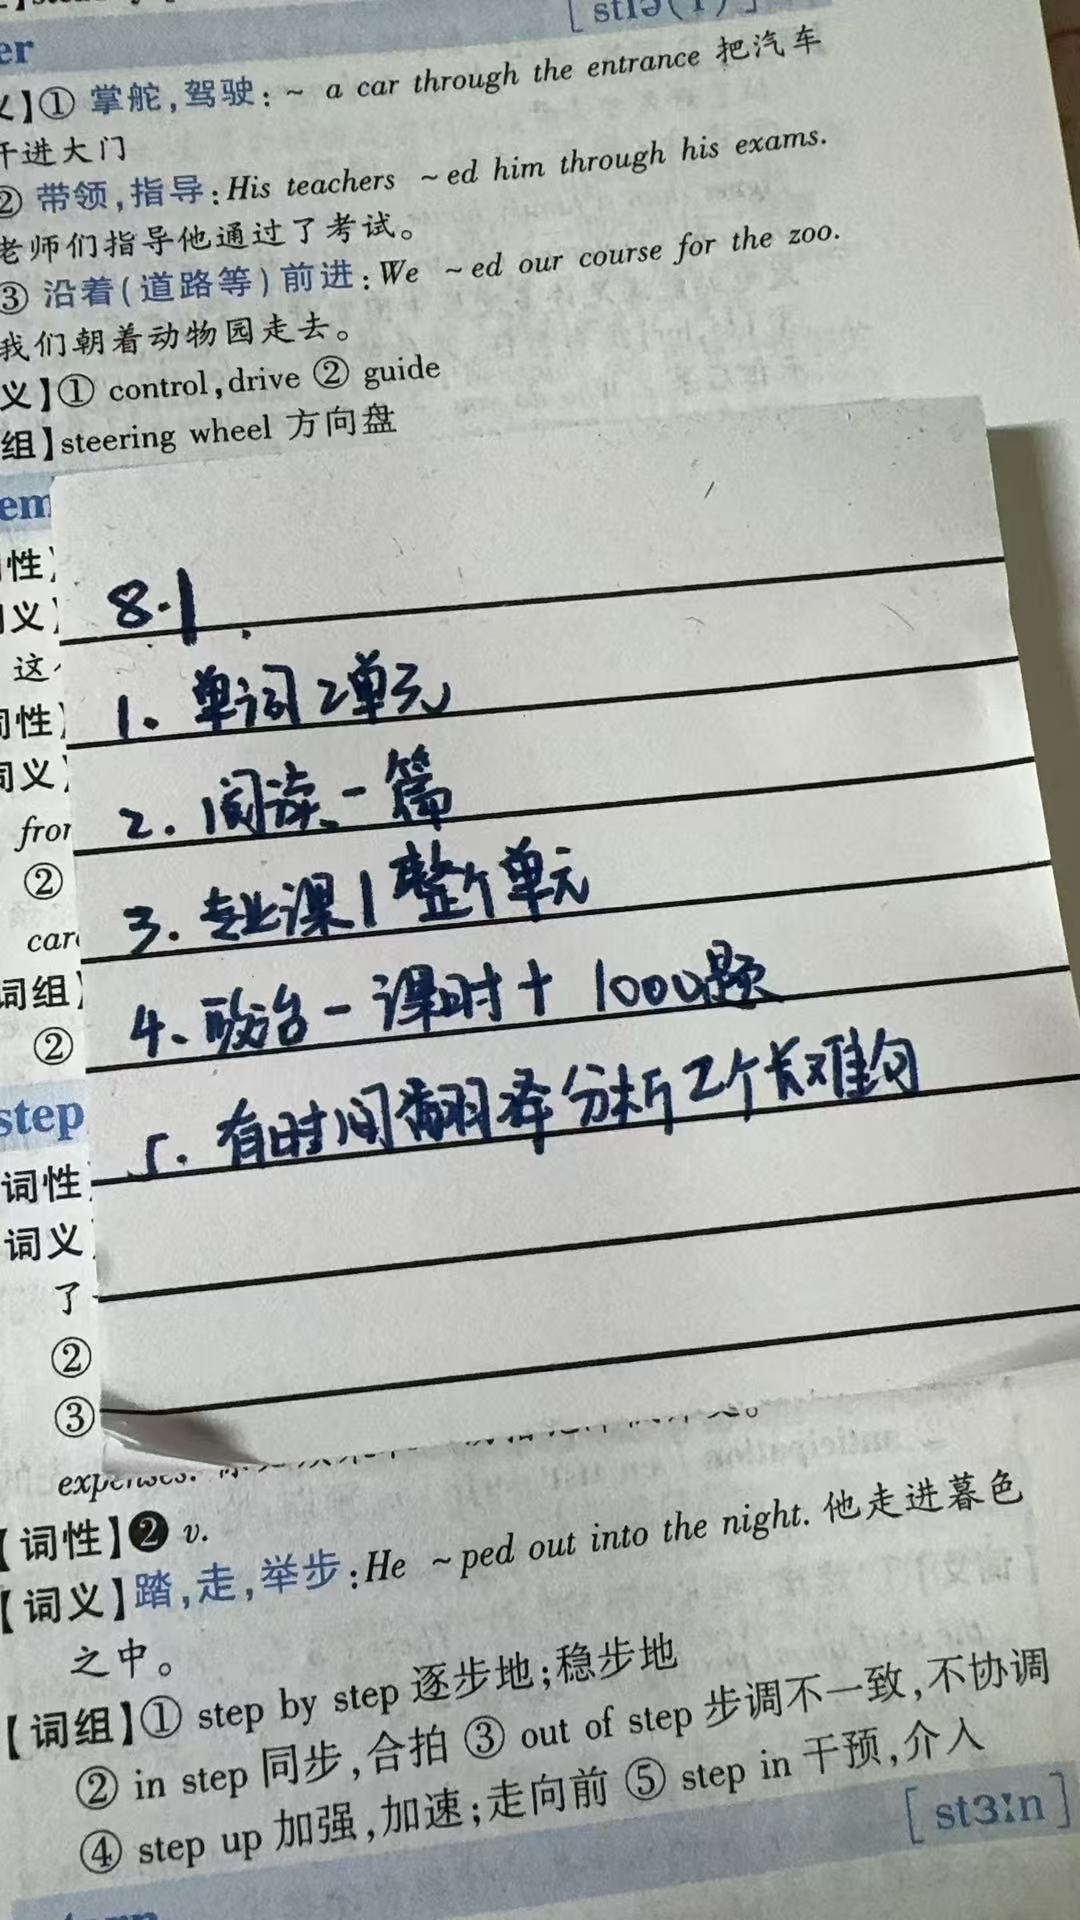 [stɪə(r)]
er
义】① 掌舵,驾驶:~ a car through the entrance 把汽车
开进大门
② 带领,指导:His teachers ~ed him through his exams.
老师们指导他通过了考试。
③ 沿着(道路等)前进:We ~ed our course for the zoo.
我们朝着动物园走去。
义】① control,drive ② guide
组】steering wheel 方向盘
em
词性】
词义】
这
词性】
词义】
from
②
care
词组】
②
step
词性】
词义】
了
②
③
8.1.
1. 单词2单元
2. 阅读一篇
3. 专业课1整个单元
4、政治一课时+1000题
5. 有时间翻译分析2个长难句
expenses.
【词性】❷ v.
【词义】踏,走,举步:He ~ped out into the night. 他走进暮色
之中。
【词组】① step by step 逐步地;稳步地
② in step 同步,合拍 ③ out of step 步调不一致,不协调
④ step up 加强,加速;走向前 ⑤ step in 干预,介入
[stɜːn]